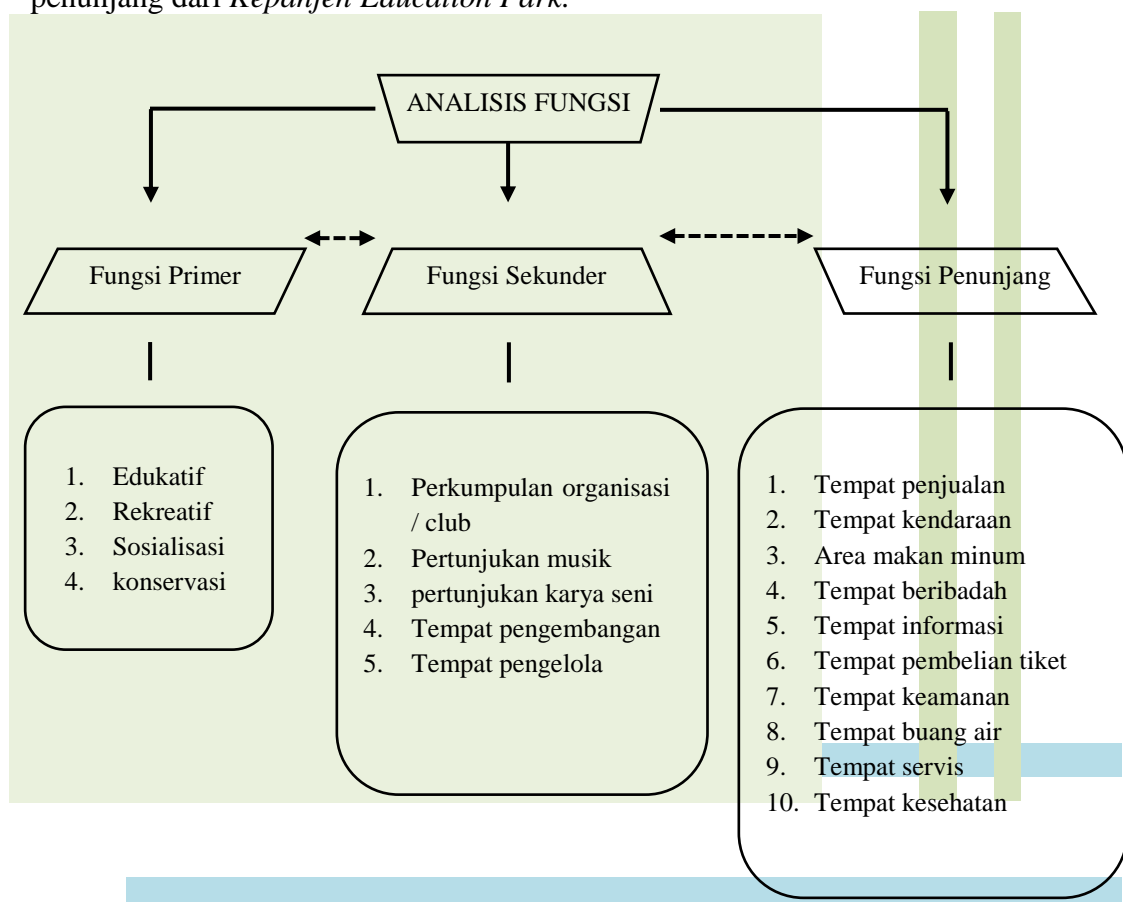 penunjang dari Kepanjen Education Park.
ANALISIS FUNGSI
Fungsi Primer
Fungsi Sekunder
Fungsi Penunjang
1. Edukatif
2. Rekreatif
3. Sosialisasi
4. konservasi
1. Perkumpulan organisasi
/ club
2. Pertunjukan musik
3. pertunjukan karya seni
4. Tempat pengembangan
5. Tempat pengelola
1. Tempat penjualan
2. Tempat kendaraan
3. Area makan minum
4. Tempat beribadah
5. Tempat informasi
6. Tempat pembelian tiket
7. Tempat keamanan
8. Tempat buang air
9. Tempat servis
10. Tempat kesehatan